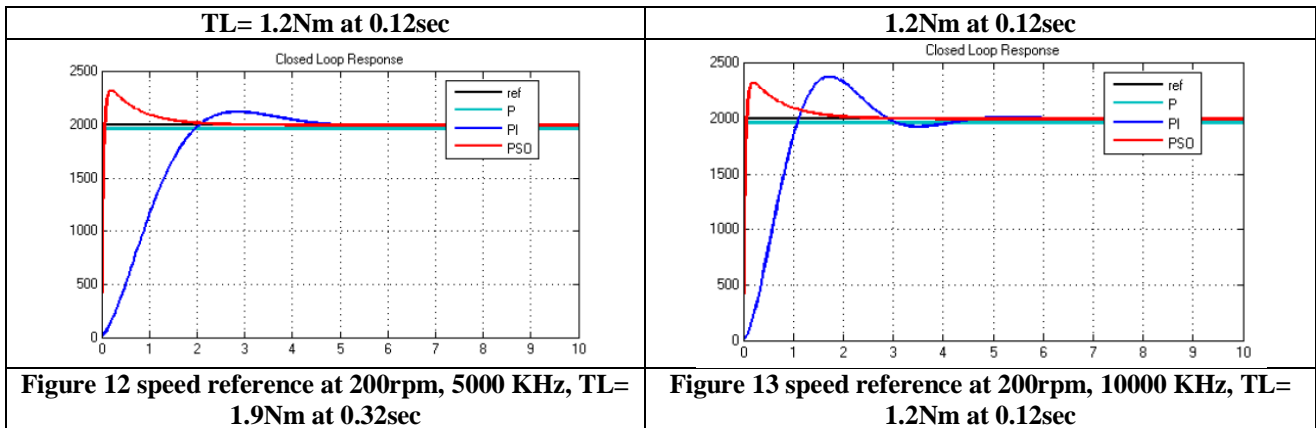 TL= 1.2Nm at 0.12sec
1.2Nm at 0.12sec
Closed Loop Response
2500
2000
1500
1000
500
0
0 1 2 3 4 5 6 7 8 9 10
ref
P
PI
PSO
Closed Loop Response
2500
2000
1500
1000
500
0
0 1 2 3 4 5 6 7 8 9 10
ref
P
PI
PSO
Figure 12 speed reference at 200rpm, 5000 KHz, TL=
1.9Nm at 0.32sec
Figure 13 speed reference at 200rpm, 10000 KHz, TL=
1.2Nm at 0.12sec